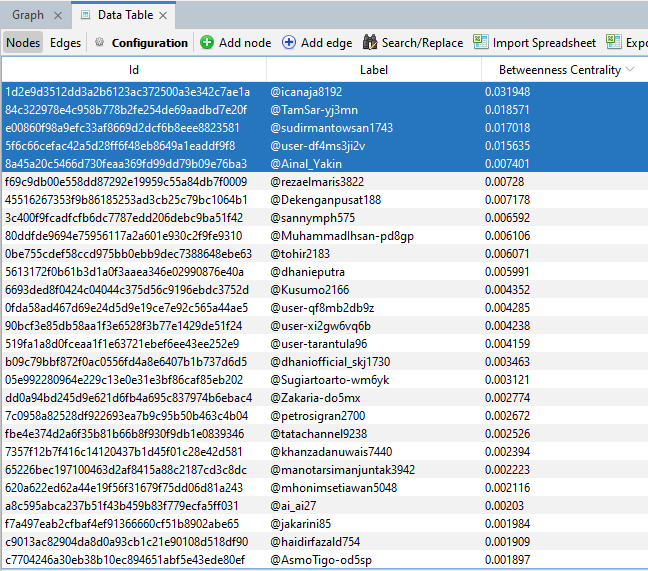 Graph × Data Table ×
Nodes Edges Configuration Add node Add edge Search/Replace Import Spreadsheet Expo
Id Label Betweenness Centrality
1d2e9d3512dd3a2b6123ac372500a3e342c7ae1a @icanaja8192 0.031948
84c322978e4c958b778b2fe254de69aadbd7e20f @TamSar-yj3mn 0.018571
e00860f98a9efc33af8669d2dcf6b8eee8823581 @sudirmantowsan1743 0.017018
5f6c66cefac42a5d28ff6f48eb8649a1eaddf9f8 @user-df4ms3ji2v 0.015635
8a45a20c5466d730feaa369fd99dd79b09e76ba3 @Ainal_Yakin 0.007401
f69c9db00e558dd87292e19959c55a84db7f0009 @rezaelmaris3822 0.00728
45516267353f9b86185253ad3cb25c79bc1064b1 @Dekenganpusat188 0.007178
3c400f9fcadfcfb6dc7787edd206debc9ba51f42 @sannymph575 0.006592
80ddfde9694e75956117a2a601e930c2f9fe9310 @MuhammadIhsan-pd8gp 0.006106
0be755cdef58ccd975bb0ebb9dec7388648ebe63 @tohir2183 0.006071
5613172f0b61b3d1a0f3aaea346e02990876e40a @dhanieputra 0.005991
6693ded8f0424c04044c375d56c9196ebdc3752d @Kusumo2166 0.004352
0fda58ad467d69e24d5d9e19ce7e92c565a44ae5 @user-qf8mb2db9z 0.004285
90bcf3e85db58aa1f3e6528f3b77e1429de51f24 @user-xi2gw6vq6b 0.004238
519fa1a8d0fceaa1f1e63721ebef6ee43ee252e9 @user-tarantula96 0.004159
b09c79bbf872f0ac0556fd4a8e6407b1b737d6d5 @dhaniofficial_skj1730 0.003463
05e992280964e229c13e0e31e3bf86caf85eb202 @Sugiartoarto-wm6yk 0.003121
dd0a94bd245d9e621d6fb4a695c837974b6ebac4 @Zakaria-do5mx 0.002774
7c0958a82528df922693ea7b9c95b50b463c4b04 @petrosigran2700 0.002672
fbe4e374d2a6f35b81b66b8f930f9db1e0839346 @tatachannel9238 0.002526
7357f12b7f416c14120437b1d45f01c28e42d581 @khanzadanuwais7440 0.002394
65226bec197100463d2af8415a88c2187cd3c8dc @manotarsimanjuntak3942 0.002223
620a622ed62a44e19f56f31679f75dd06d81a243 @mhonimsetiawan5048 0.002116
a8c595abca237b51f43b459b83f779ecfa5ff031 @ai_ai27 0.00203
f7a497eab2cfbaf4ef91366660cf51b8902abe65 @jakarini85 0.001984
c9013ac82904da8d0a93cb1c21e90108d518df90 @haidirfazald754 0.001909
c7704246a30eb38b10ec894651abf5e43ede80ef @AsmoTigo-od5sp 0.001897